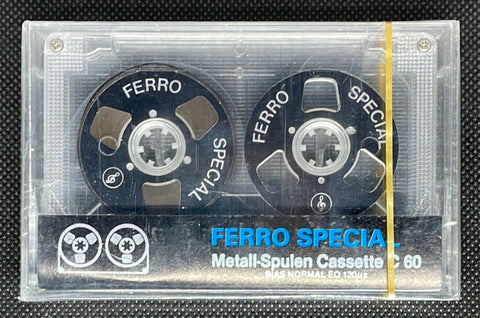 FERRO
SPECIAL
FERRO
SPECIAL
FERRO SPECIAL
Metall-Spulen Cassette C 60
BIAS NORMAL EQ 120µs